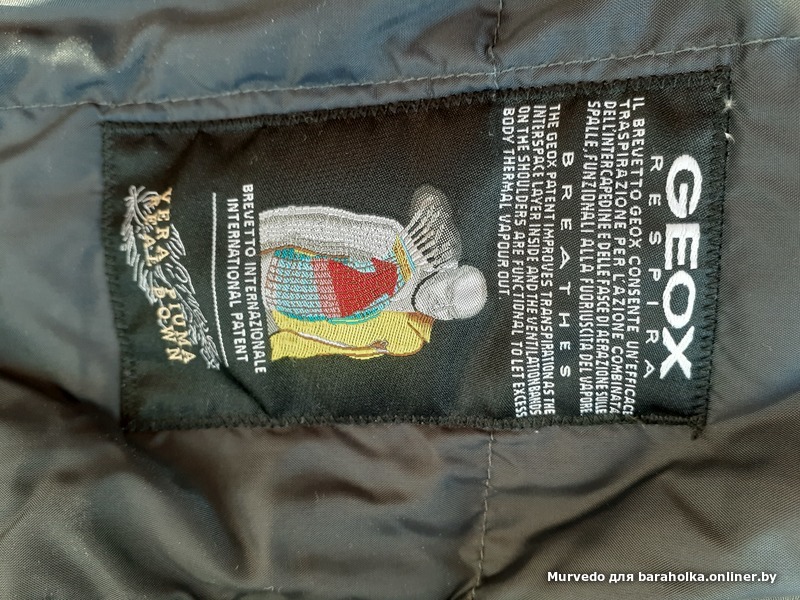 GEOX
RESPIRA
IL BREVETTO GEOX CONSENTE UN'EFFICACE
TRASPIRAZIONE PER L'AZIONE COMBINATA
DELL'INTERCAPEDINE E DELLE FASCE DI AERAZIONE SULLE
SPALLE, FUNZIONALI ALLA FUORIUSCITA DEL VAPORE
BREATHES
THE GEOX PATENT IMPROVES TRANSPIRATION AS THE
INTERSPACE LAYER INSIDE AND THE VENTILATION BANDS
ON THE SHOULDERS ARE FUNCTIONAL TO LET EXCESS
BODY THERMAL VAPOUR OUT.
BREVETTO INTERNAZIONALE
INTERNATIONAL PATENT
VERA PIUMA
REAL DOWN
Murvedo для baraholka.onliner.by